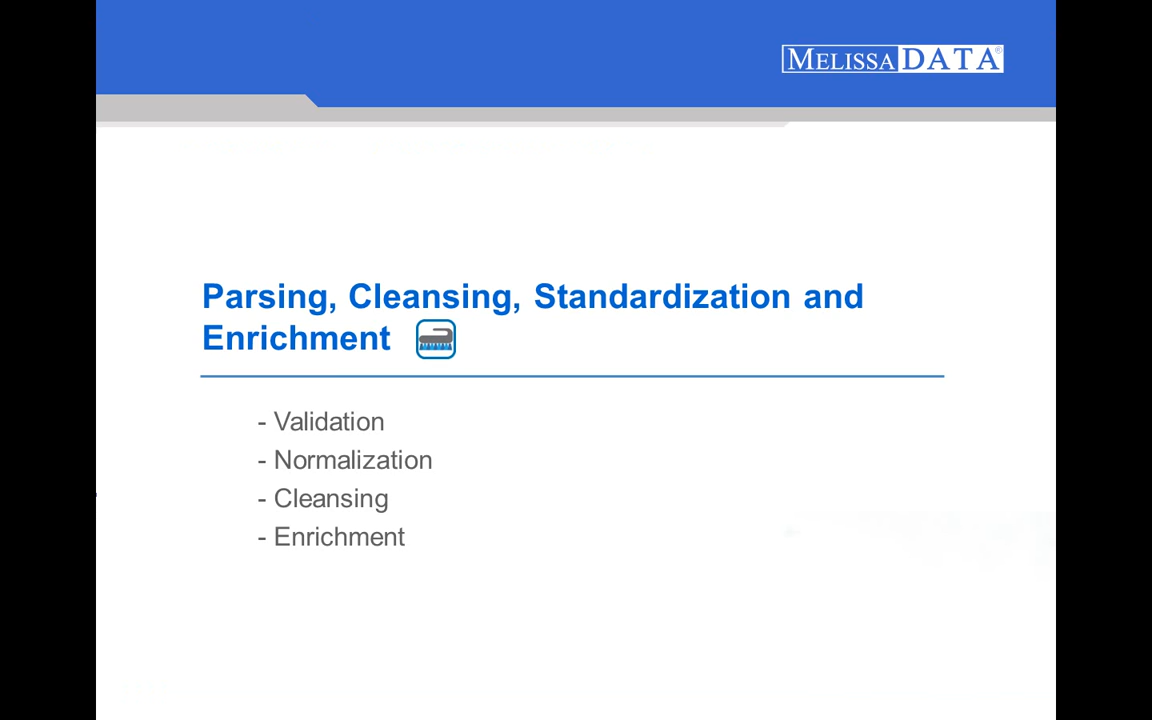 MELISSA DATA®
Parsing, Cleansing, Standardization and
Enrichment
- Validation
- Normalization
- Cleansing
- Enrichment